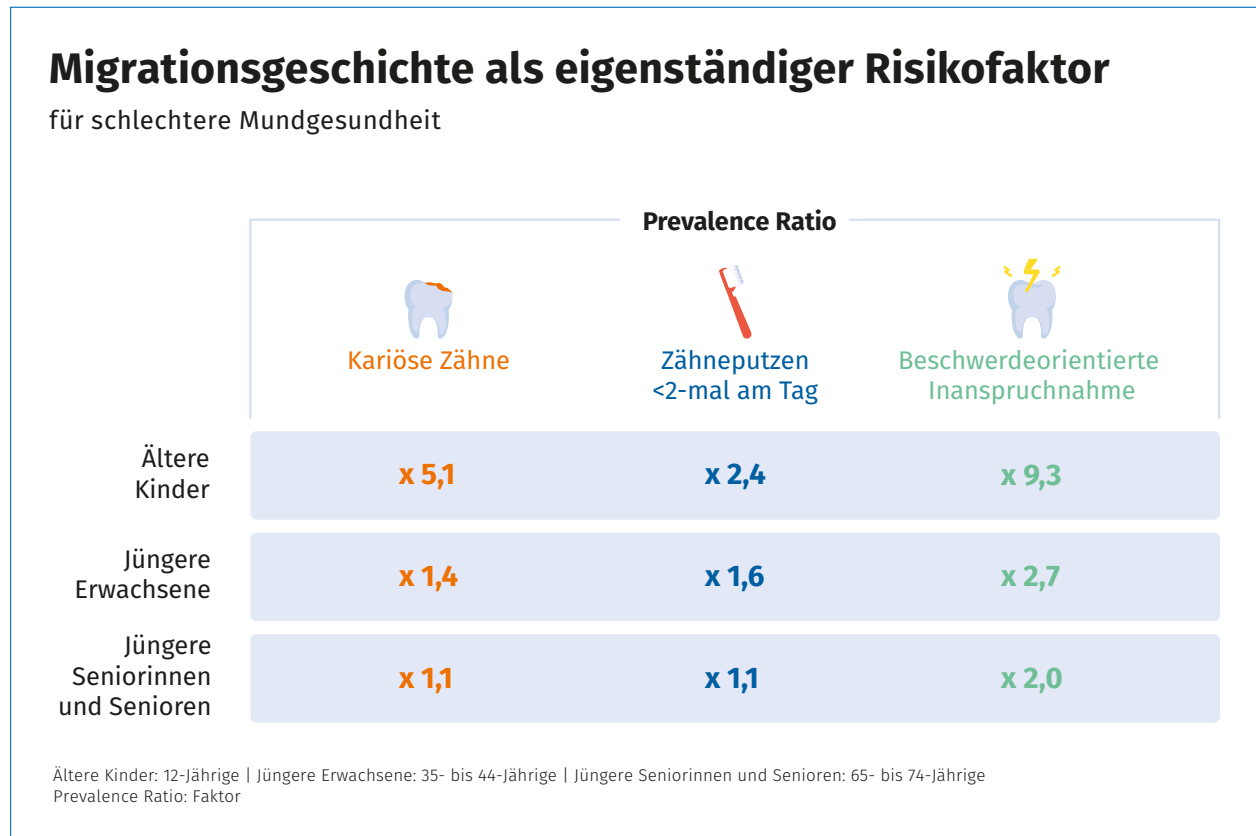 Migrationsgeschichte als eigenständiger Risikofaktor
für schlechtere Mundgesundheit
Prevalence Ratio
Kariöse Zähne
Zähneputzen
<2-mal am Tag
Beschwerdeorientierte
Inanspruchnahme
Ältere
Kinder
x 5,1
x 2,4
x 9,3
Jüngere
Erwachsene
x 1,4
x 1,6
x 2,7
Jüngere
Seniorinnen
und Senioren
x 1,1
x 1,1
x 2,0
Ältere Kinder: 12-Jährige | Jüngere Erwachsene: 35- bis 44-Jährige | Jüngere Seniorinnen und Senioren: 65- bis 74-Jährige
Prevalence Ratio: Faktor